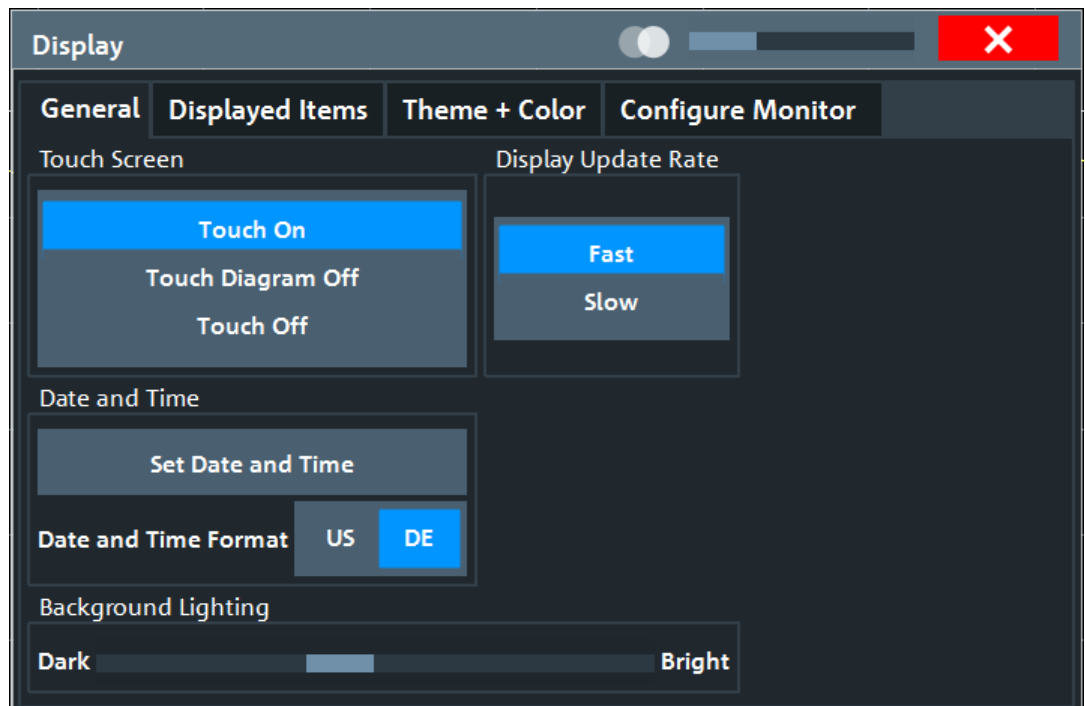 Display
General Displayed Items Theme + Color Configure Monitor
Touch Screen Display Update Rate
Touch On
Touch Diagram Off
Touch Off
Fast
Slow
Date and Time
Set Date and Time
Date and Time Format US DE
Background Lighting
Dark Bright